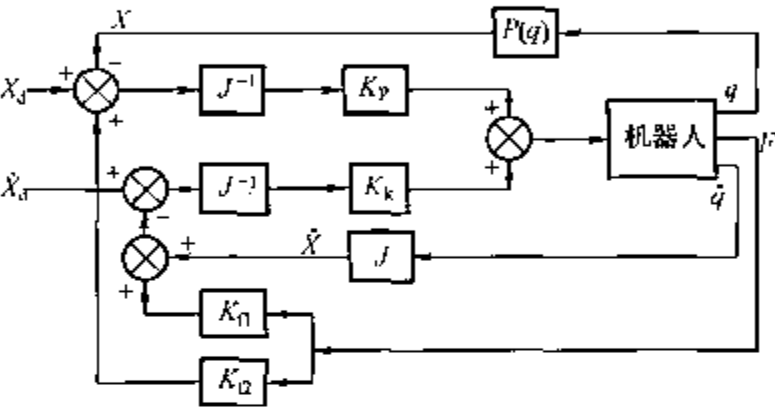 X
P(q)
+
−
X_d
J⁻¹
K_P
q
+
+
机器人
F
Ẋ_d
+
J⁻¹
K_k
+
q̇
−
+
Ẋ
J
+
K_f1
K_f2